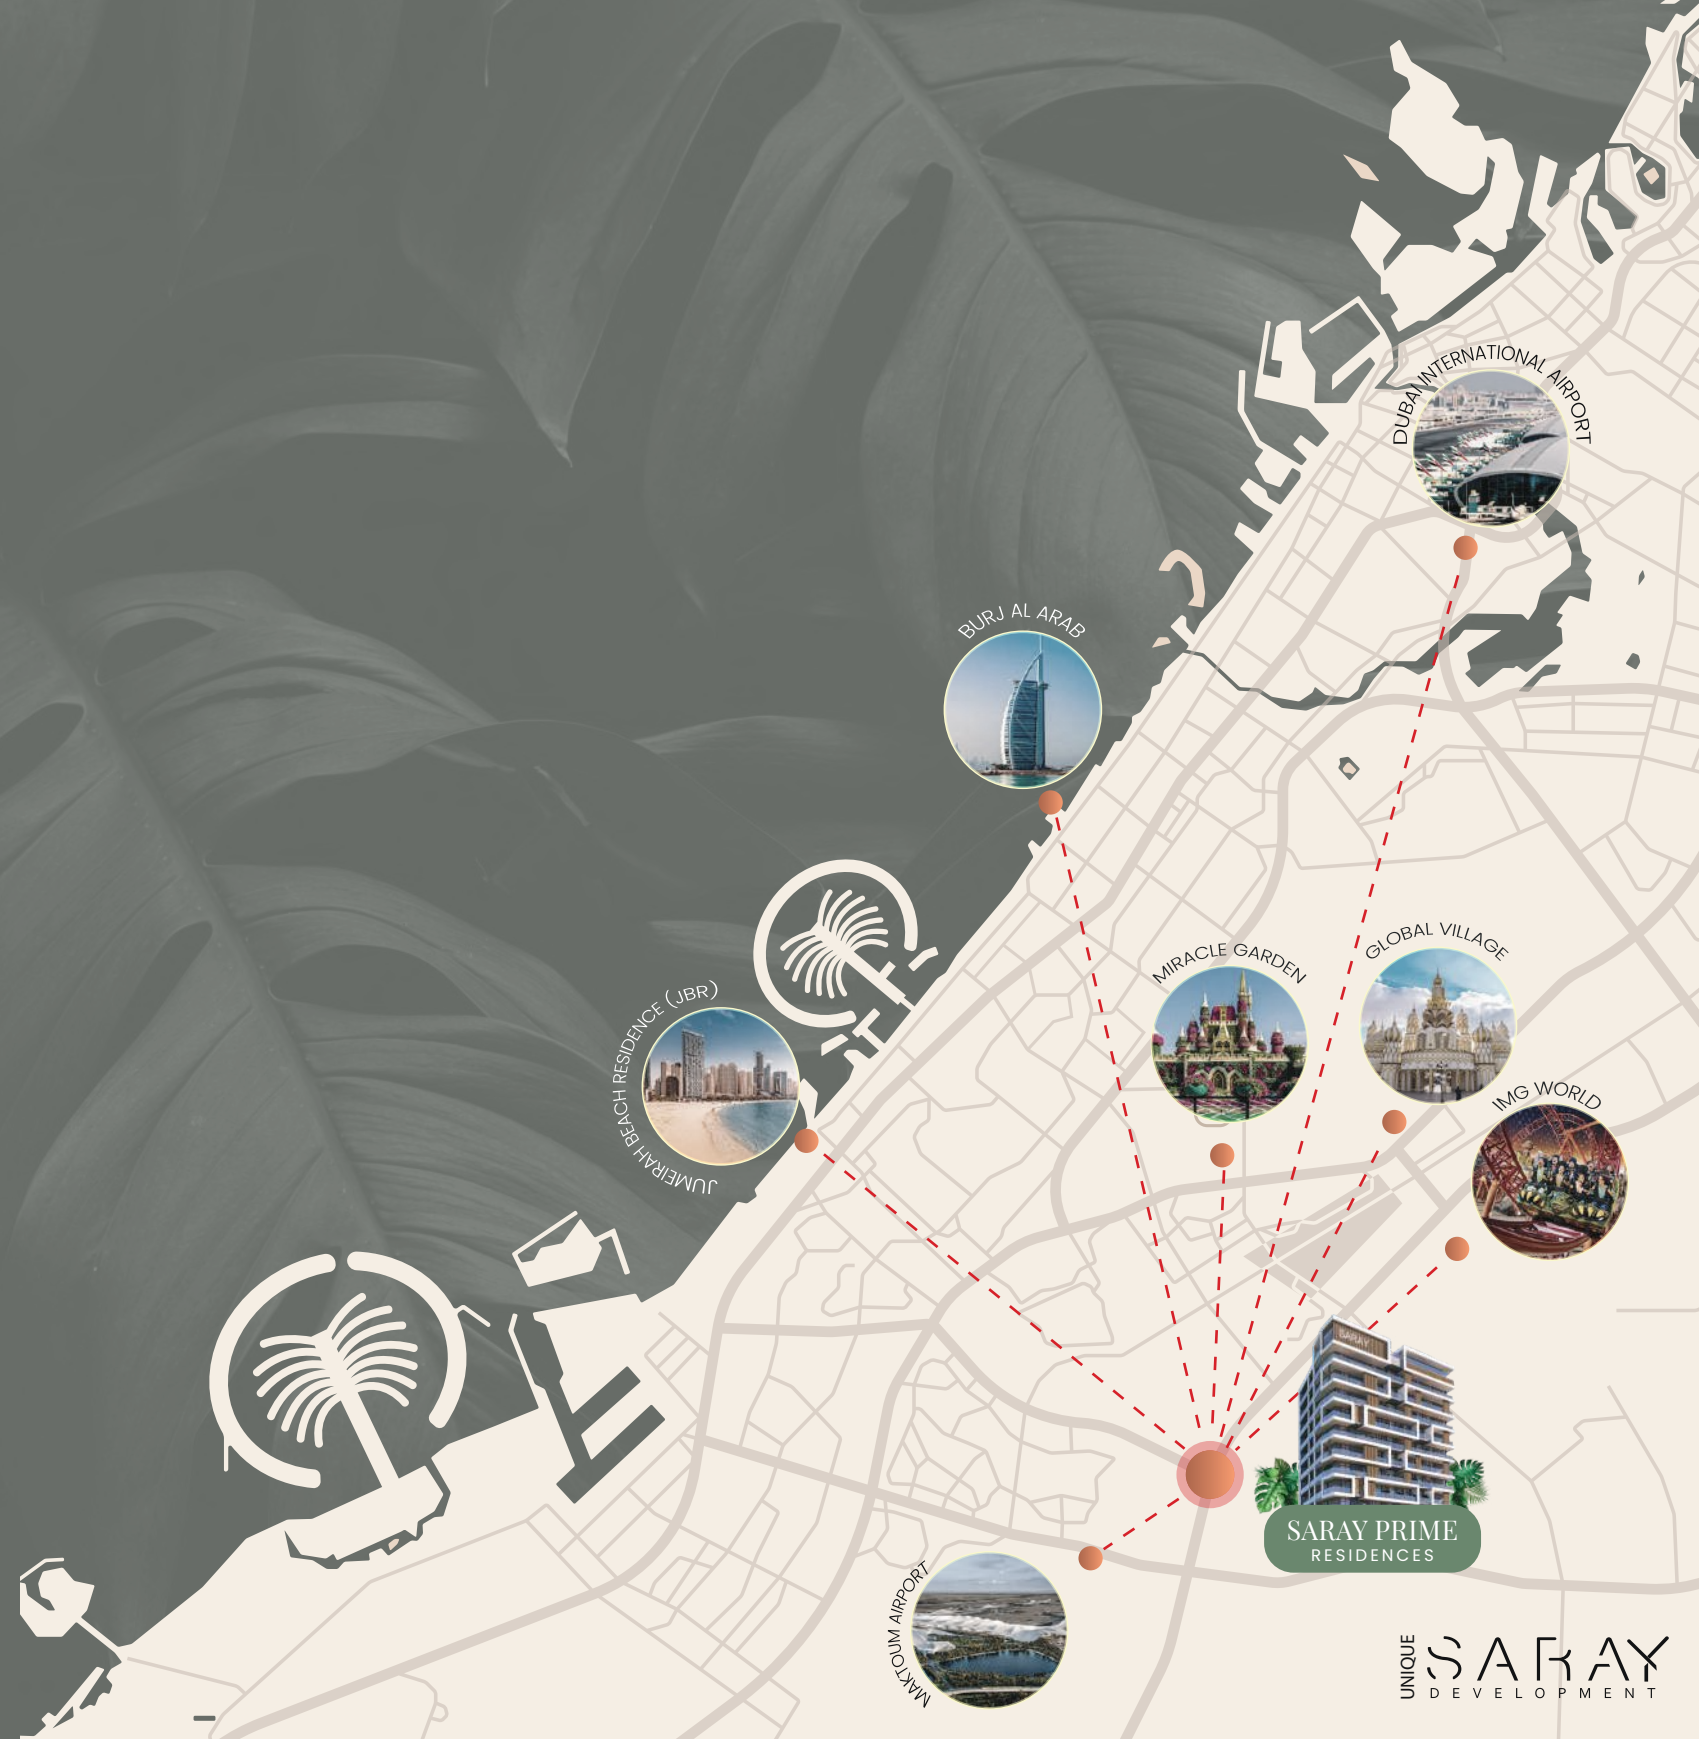 DUBAI INTERNATIONAL AIRPORT
BURJ AL ARAB
GLOBAL VILLAGE
MIRACLE GARDEN
JUMEIRAH BEACH RESIDENCE (JBR)
IMG WORLD
SARAY
SARAY PRIME
RESIDENCES
MAKTOUM AIRPORT
UNIQUE
SARAY
DEVELOPMENT